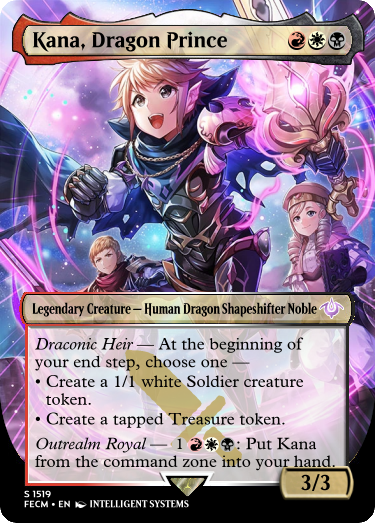 Kana, Dragon Prince
Legendary Creature — Human Dragon Shapeshifter Noble
Draconic Heir — At the beginning of
your end step, choose one —
• Create a 1/1 white Soldier creature
token.
• Create a tapped Treasure token.
Outrealm Royal — 1 : Put Kana
from the command zone into your hand.
3/3
S 1519
FECM • EN INTELLIGENT SYSTEMS